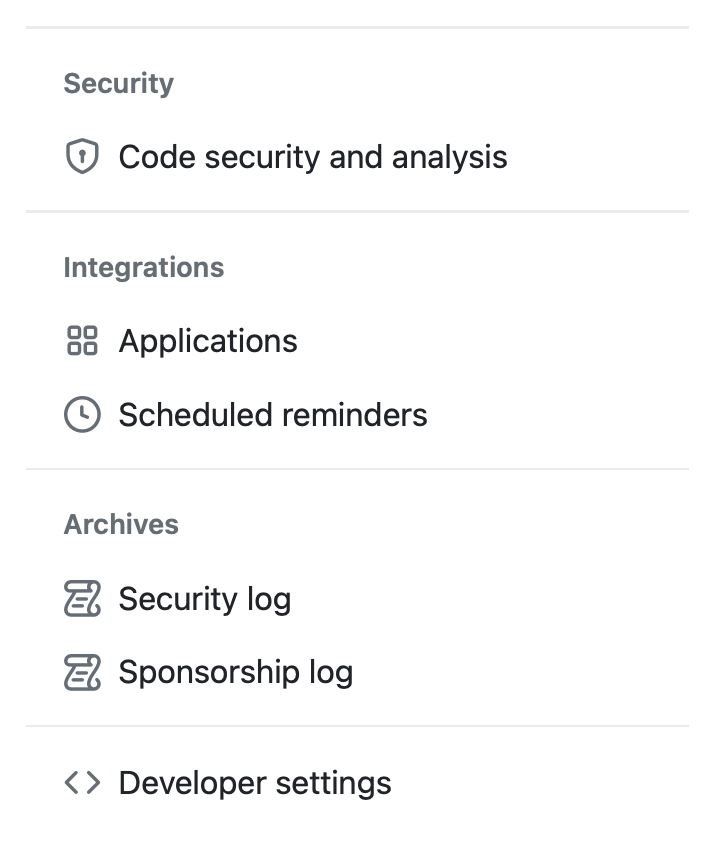 Security
Code security and analysis
Integrations
Applications
Scheduled reminders
Archives
Security log
Sponsorship log
Developer settings